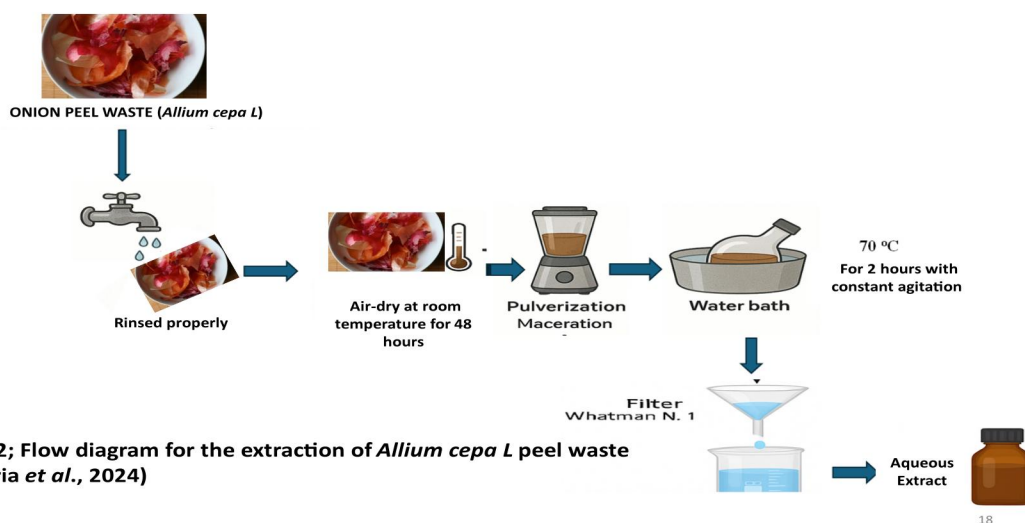 ONION PEEL WASTE (Allium cepa L)
Rinsed properly
Air-dry at room
temperature for 48
hours
Pulverization
Maceration
Water bath
70 °C
For 2 hours with
constant agitation
Filter
Whatman N. 1
2; Flow diagram for the extraction of Allium cepa L peel waste
et al., 2024)
Aqueous
Extract
18